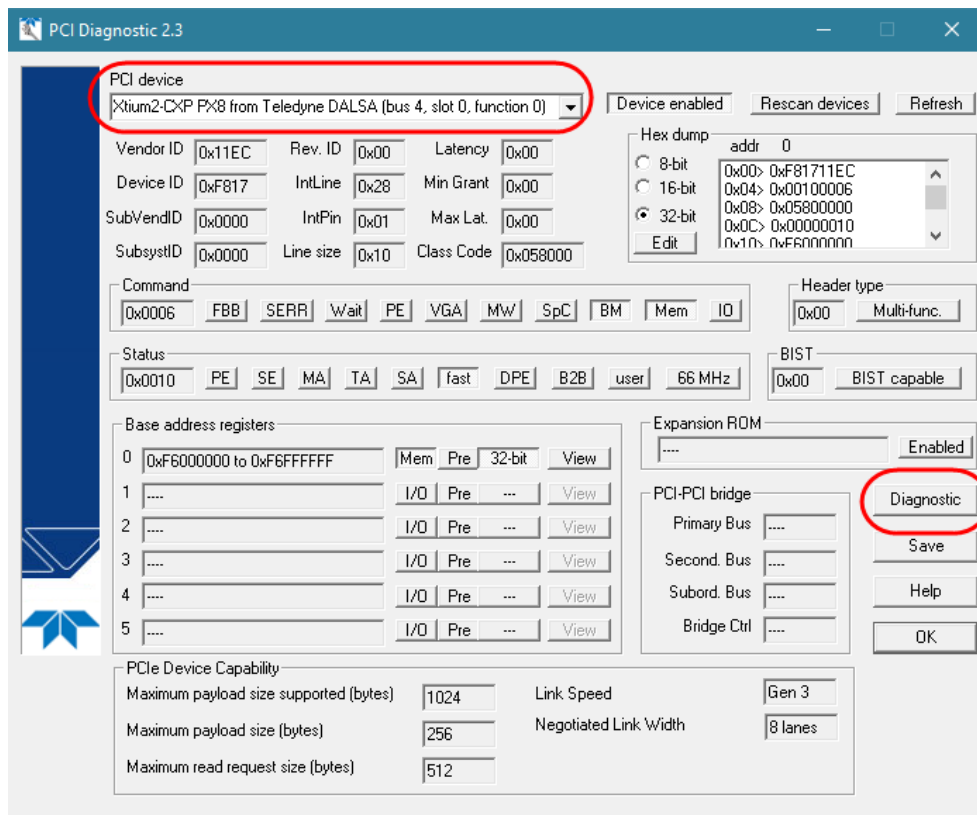 PCI Diagnostic 2.3
PCI device
Xtium2-CXP PX8 from Teledyne DALSA (bus 4, slot 0, function 0)
Device enabled Rescan devices Refresh
Vendor ID 0x11EC Rev. ID 0x00 Latency 0x00
Device ID 0xF817 IntLine 0x28 Min Grant 0x00
SubVendID 0x0000 IntPin 0x01 Max Lat. 0x00
SubsystID 0x0000 Line size 0x10 Class Code 0x058000
Hex dump
addr 0
8-bit
16-bit
32-bit
Edit
0x00> 0xF81711EC
0x04> 0x00100006
0x08> 0x05800000
0x0C> 0x00000010
0x10> 0xF6000000
Command
0x0006 FBB SERR Wait PE VGA MW SpC BM Mem IO
Header type
0x00 Multi-func.
Status
0x0010 PE SE MA TA SA fast DPE B2B user 66 MHz
BIST
0x00 BIST capable
Base address registers
0 0xF6000000 to 0xF6FFFFFF Mem Pre 32-bit View
1 ---- I/O Pre --- View
2 ---- I/O Pre --- View
3 ---- I/O Pre --- View
4 ---- I/O Pre --- View
5 ---- I/O Pre --- View
Expansion ROM
---- Enabled
PCI-PCI bridge
Primary Bus ----
Second. Bus ----
Subord. Bus ----
Bridge Ctrl ----
Diagnostic
Save
Help
OK
PCIe Device Capability
Maximum payload size supported (bytes) 1024
Maximum payload size (bytes) 256
Maximum read request size (bytes) 512
Link Speed Gen 3
Negotiated Link Width 8 lanes